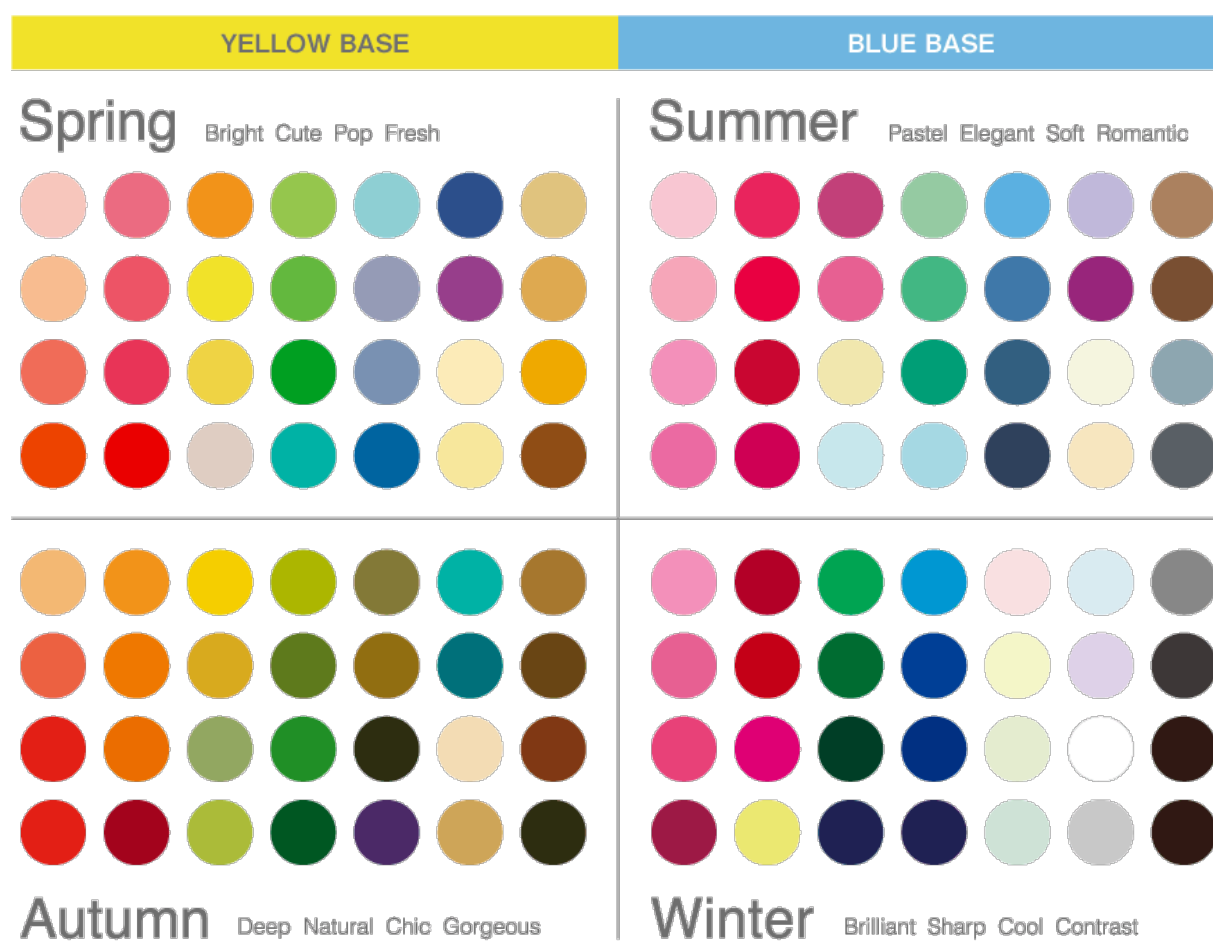 YELLOW BASE
BLUE BASE
Spring Bright Cute Pop Fresh
Summer Pastel Elegant Soft Romantic
Autumn Deep Natural Chic Gorgeous
Winter Brilliant Sharp Cool Contrast